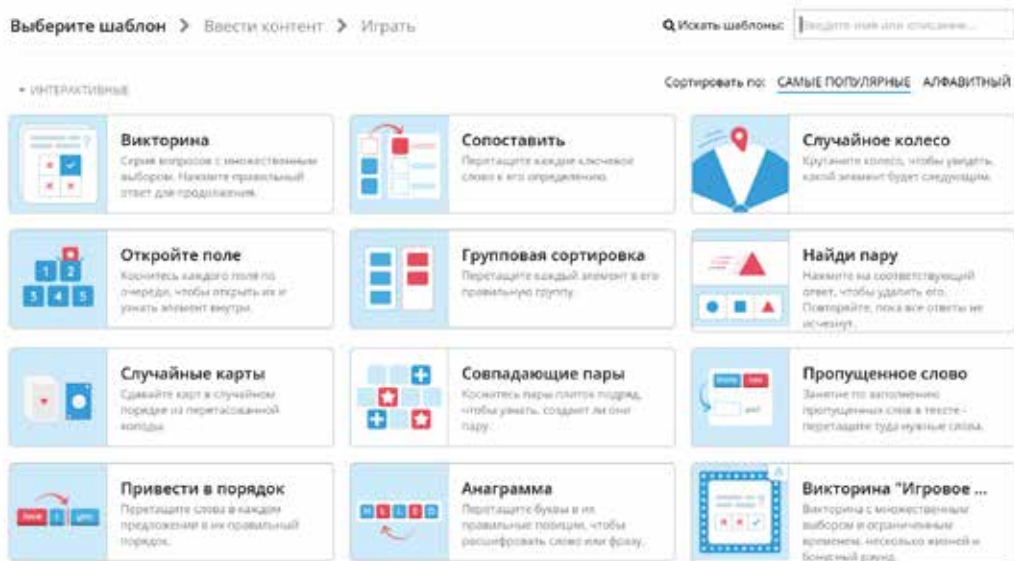 Выберите шаблон > Ввести контент > Играть
Искать шаблоны: Введите имя или описание...
ИНТЕРАКТИВНЫЕ
Сортировать по: САМЫЕ ПОПУЛЯРНЫЕ АЛФАВИТНЫЙ
Викторина
Серия вопросов с множественным
выбором. Нажмите правильный
ответ для продолжения.
Сопоставить
Перетащите каждое ключевое
слово к его определению.
Случайное колесо
Крутаните колесо, чтобы увидеть,
какой элемент будет следующим.
1 2
3 4 5
Откройте поле
Коснитесь каждого поля по
очереди, чтобы открыть их и
узнать элемент внутри.
Групповая сортировка
Перетащите каждый элемент в его
правильную группу.
Найди пару
Нажмите на соответствующий
ответ, чтобы удалить его.
Повторяйте, пока все ответы не
исчезнут.
Случайные карты
Сдавайте карт в случайном
порядке из перетасованной
колоды.
Совпадающие пары
Коснитесь пары плиток подряд,
чтобы узнать, создают ли они
пару.
Пропущенное слово
Занятие по заполнению
пропущенных слов в тексте -
перетащите туда нужные слова.
Привести в порядок
Перетащите слова в каждом
предложении в их правильный
порядок.
H L L E O
Анаграмма
Перетащите буквы в их
правильные позиции, чтобы
расшифровать слово или фразу.
Викторина "Игровое ...
Викторина с множественным
выбором и ограниченным
временем, несколько жизней и
бонусный раунд.